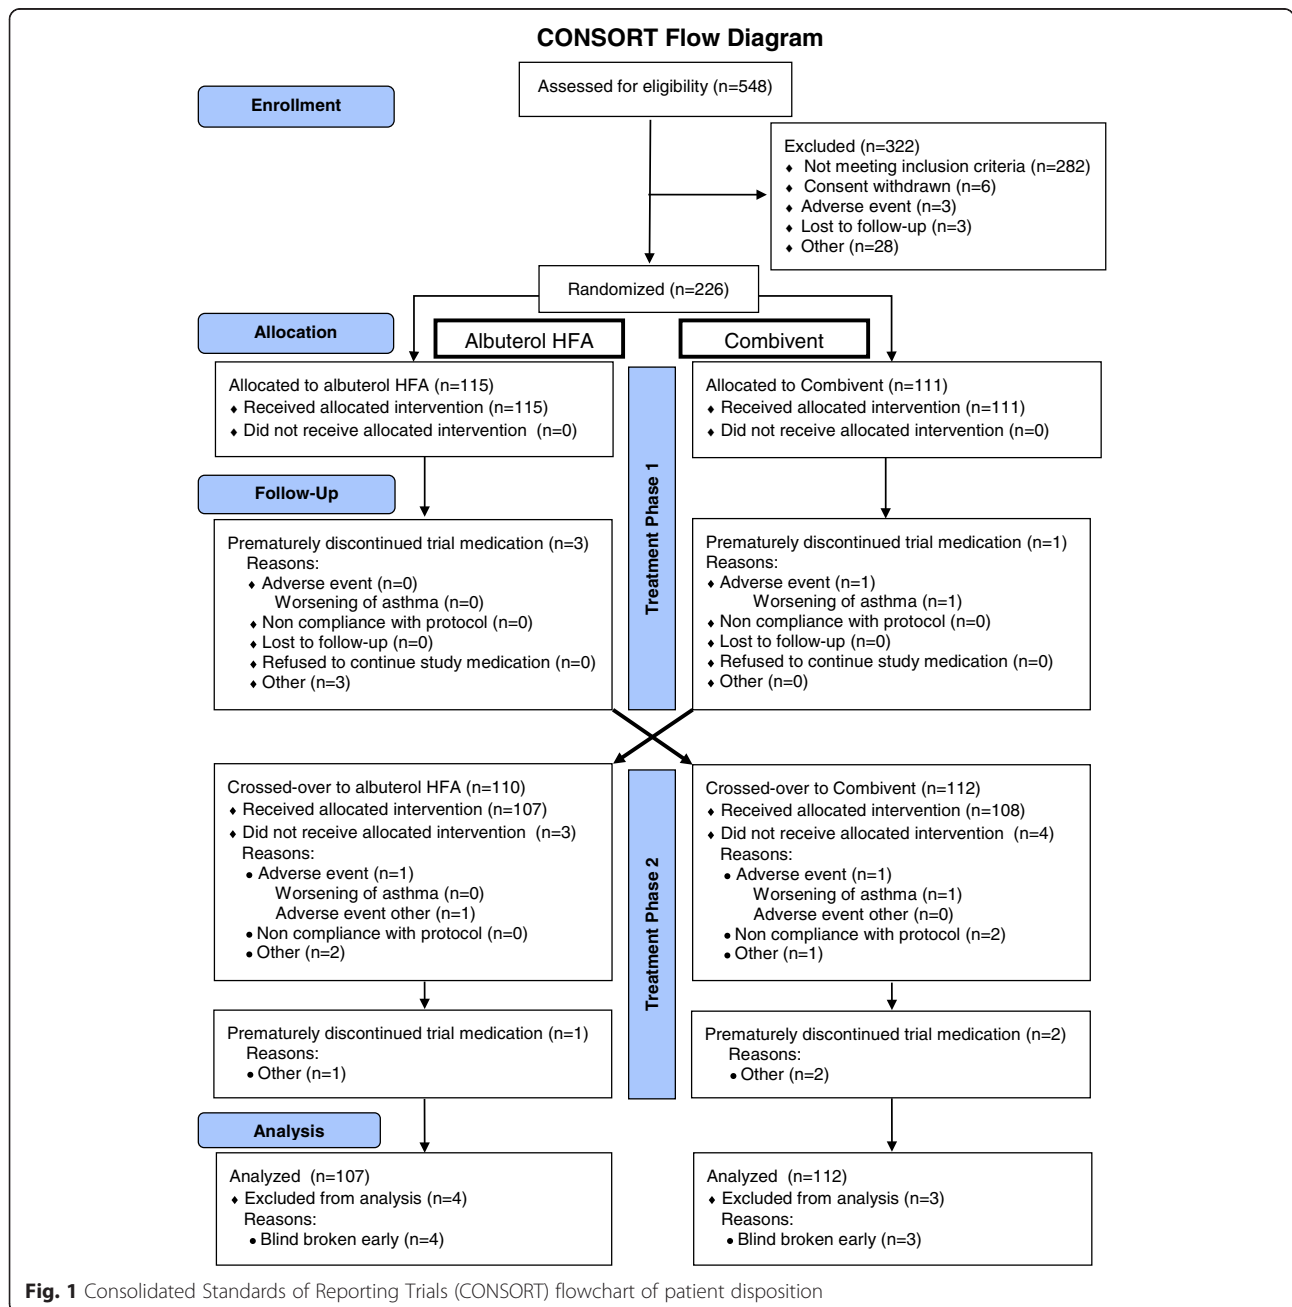 CONSORT Flow Diagram
Assessed for eligibility (n=548)
Enrollment
Excluded (n=322)
♦ Not meeting inclusion criteria (n=282)
♦ Consent withdrawn (n=6)
♦ Adverse event (n=3)
♦ Lost to follow-up (n=3)
♦ Other (n=28)
Randomized (n=226)
Allocation
Albuterol HFA
Combivent
Allocated to albuterol HFA (n=115)
♦ Received allocated intervention (n=115)
♦ Did not receive allocated intervention (n=0)
Allocated to Combivent (n=111)
♦ Received allocated intervention (n=111)
♦ Did not receive allocated intervention (n=0)
Treatment Phase 1
Follow-Up
Prematurely discontinued trial medication (n=3)
Reasons:
♦ Adverse event (n=0)
Worsening of asthma (n=0)
♦ Non compliance with protocol (n=0)
♦ Lost to follow-up (n=0)
♦ Refused to continue study medication (n=0)
♦ Other (n=3)
Prematurely discontinued trial medication (n=1)
Reasons:
♦ Adverse event (n=1)
Worsening of asthma (n=1)
♦ Non compliance with protocol (n=0)
♦ Lost to follow-up (n=0)
♦ Refused to continue study medication (n=0)
♦ Other (n=0)
Crossed-over to albuterol HFA (n=110)
♦ Received allocated intervention (n=107)
♦ Did not receive allocated intervention (n=3)
Reasons:
• Adverse event (n=1)
Worsening of asthma (n=0)
Adverse event other (n=1)
• Non compliance with protocol (n=0)
• Other (n=2)
Treatment Phase 2
Crossed-over to Combivent (n=112)
♦ Received allocated intervention (n=108)
♦ Did not receive allocated intervention (n=4)
Reasons:
• Adverse event (n=1)
Worsening of asthma (n=1)
Adverse event other (n=0)
• Non compliance with protocol (n=2)
• Other (n=1)
Prematurely discontinued trial medication (n=1)
Reasons:
• Other (n=1)
Prematurely discontinued trial medication (n=2)
Reasons:
• Other (n=2)
Analysis
Analyzed (n=107)
♦ Excluded from analysis (n=4)
Reasons:
• Blind broken early (n=4)
Analyzed (n=112)
♦ Excluded from analysis (n=3)
Reasons:
• Blind broken early (n=3)
Fig. 1 Consolidated Standards of Reporting Trials (CONSORT) flowchart of patient disposition